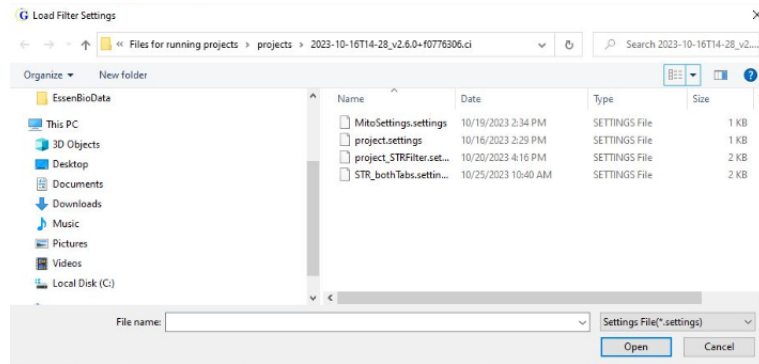 G Load Filter Settings
« Files for running projects › projects › 2023-10-16T14-28_v2.6.0+f0776306.ci
Search 2023-10-16T14-28_v2....
Organize New folder
Name Date Type Size
EssenBioData
This PC
3D Objects
Desktop
Documents
Downloads
Music
Pictures
Videos
Local Disk (C:)
MitoSettings.settings 10/19/2023 2:34 PM SETTINGS File 1 KB
project.settings 10/16/2023 2:29 PM SETTINGS File 1 KB
project_STRFilter.set... 10/20/2023 4:16 PM SETTINGS File 2 KB
STR_bothTabs.settin... 10/25/2023 10:40 AM SETTINGS File 2 KB
File name: Settings File(*.settings)
Open Cancel